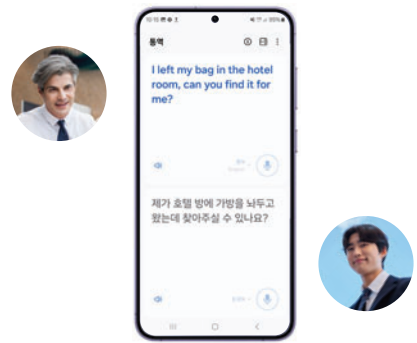 통역
I left my bag in the hotel
room, can you find it for
me?
제가 호텔 방에 가방을 놔두고
왔는데 찾아주실 수 있나요?